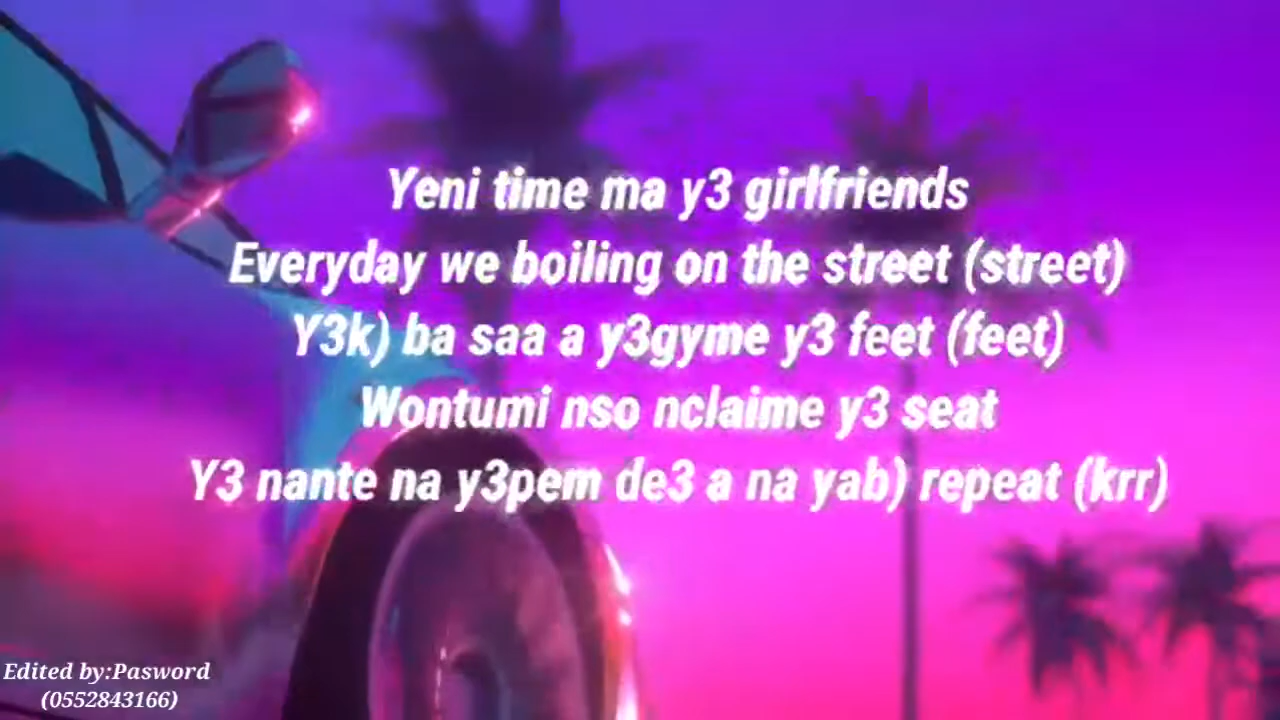 Yeni time ma y3 girlfriends
Everyday we boiling on the street (street)
Y3k) ba saa a y3gyme y3 feet (feet)
Wontumi nso nclaime y3 seat
Y3 nante na y3pem de3 a na yab) repeat (krr)
Edited by:Pasword
(0552843166)